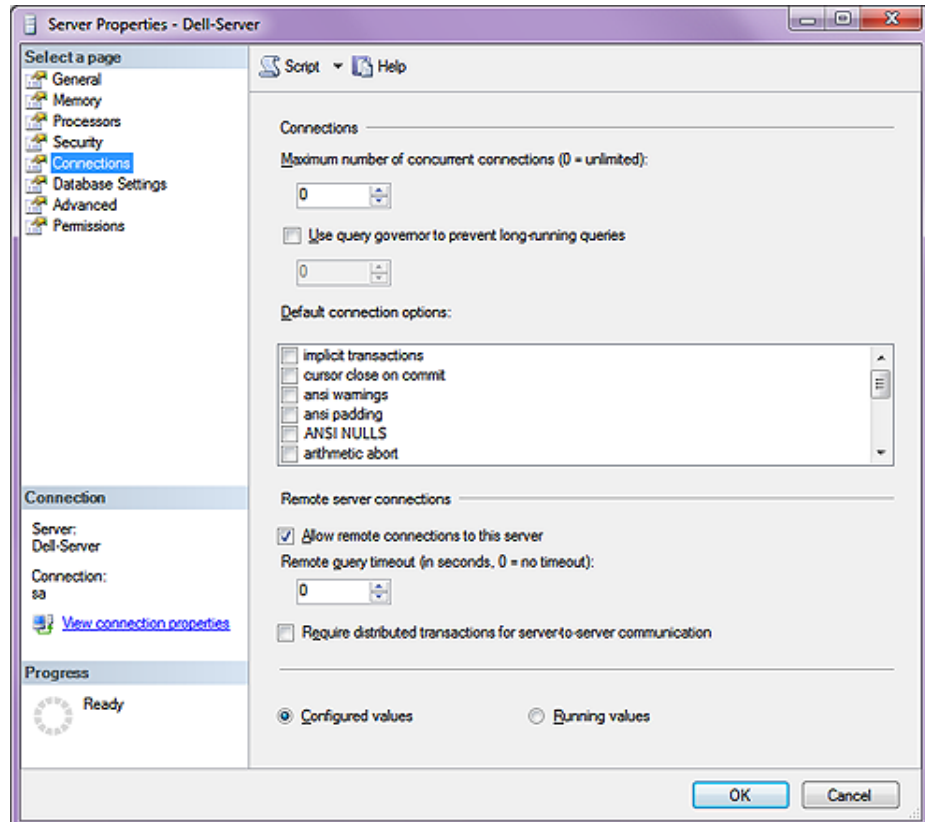 Server Properties - Dell-Server
Select a page
General
Memory
Processors
Security
Connections
Database Settings
Advanced
Permissions
Connection
Server:
Dell-Server
Connection:
sa
View connection properties
Progress
Ready
Script
Help
Connections
Maximum number of concurrent connections (0 = unlimited):
0
Use query governor to prevent long-running queries
0
Default connection options:
implicit transactions
cursor close on commit
ansi warnings
ansi padding
ANSI NULLS
arithmetic abort
Remote server connections
Allow remote connections to this server
Remote query timeout (in seconds, 0 = no timeout):
0
Require distributed transactions for server-to-server communication
Configured values
Running values
OK
Cancel